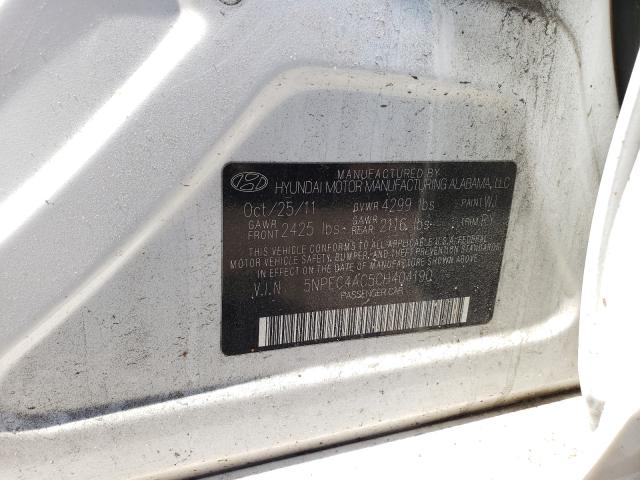 MANUFACTURED BY
HYUNDAI MOTOR MANUFACTURING ALABAMA, LLC
Oct/25/11 GVWR 4299 lbs PAINT WJ
GAWR FRONT 2425 lbs. GAWR REAR 2116 lbs. TRIM RY
THIS VEHICLE CONFORMS TO ALL APPLICABLE U.S.A. FEDERAL
MOTOR VEHICLE SAFETY, BUMPER, AND THEFT PREVENTION STANDARDS
IN EFFECT ON THE DATE OF MANUFACTURE SHOWN ABOVE.
V.I.N 5NPEC4AC5CH404190
PASSENGER CAR